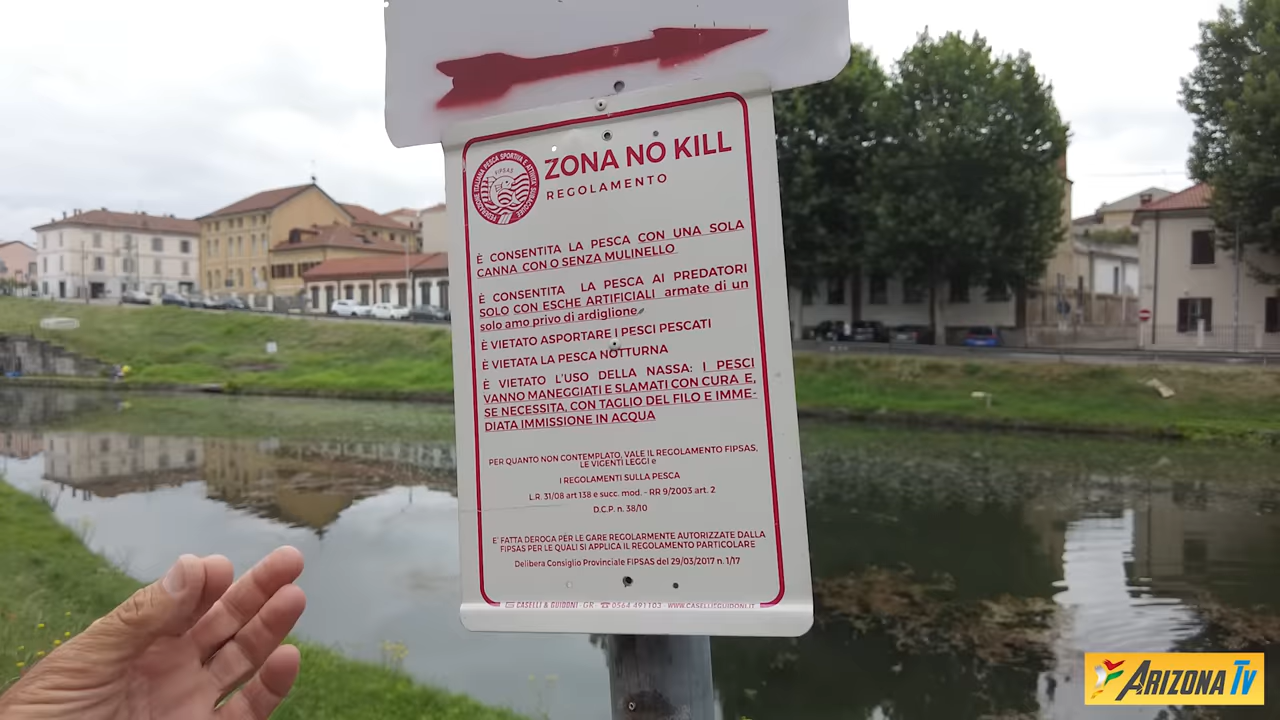 ZONA NO KILL
REGOLAMENTO
FIPSAS
È CONSENTITA LA PESCA CON UNA SOLA
CANNA CON O SENZA MULINELLO
È CONSENTITA LA PESCA AI PREDATORI
SOLO CON ESCHE ARTIFICIALI armate di un
solo amo privo di ardiglione
È VIETATO ASPORTARE I PESCI PESCATI
È VIETATA LA PESCA NOTTURNA
È VIETATO L'USO DELLA NASSA: I PESCI
VANNO MANEGGIATI E SLAMATI CON CURA E,
SE NECESSITA, CON TAGLIO DEL FILO E IMME-
DIATA IMMISSIONE IN ACQUA
PER QUANTO NON CONTEMPLATO, VALE IL REGOLAMENTO FIPSAS,
LE VIGENTI LEGGI e
I REGOLAMENTI SULLA PESCA
L.R. 31/08 art 138 e succ. mod. - RR 9/2003 art. 2
D.C.P. n. 38/10
E' FATTA DEROGA PER LE GARE REGOLARMENTE AUTORIZZATE DALLA
FIPSAS PER LE QUALI SI APPLICA IL REGOLAMENTO PARTICOLARE
Delibera Consiglio Provinciale FIPSAS del 29/03/2017 n. 1/17
CASELLI & GUIDONI - GR - ☎ 0564 491103 - WWW.CASELLIEGUIDONI.IT
ARIZONA TV